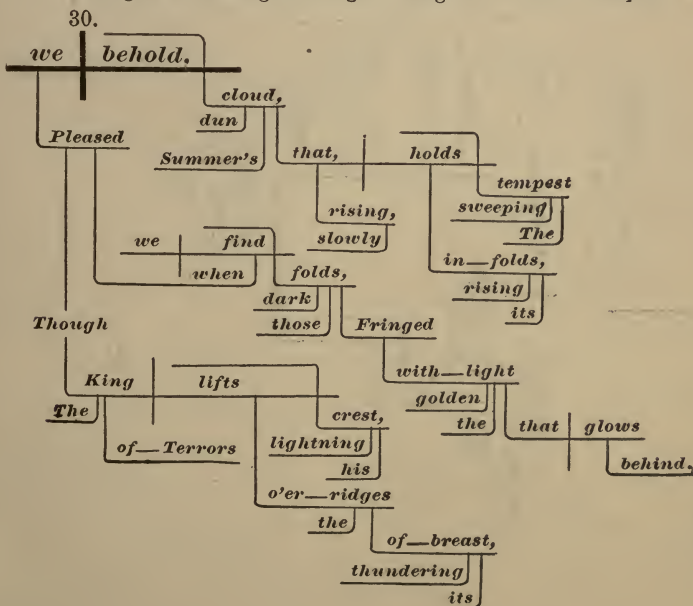 30.
we behold.
cloud,
dun
Pleased
Summer's that, holds
tempest
rising, sweeping
we find slowly The
when folds, in—folds,
dark rising
those its
Though Fringed
King lifts with—light
The crest, golden
of—Terrors lightning the that glows
his behind.
o'er—ridges
the
of—breast,
thundering
its